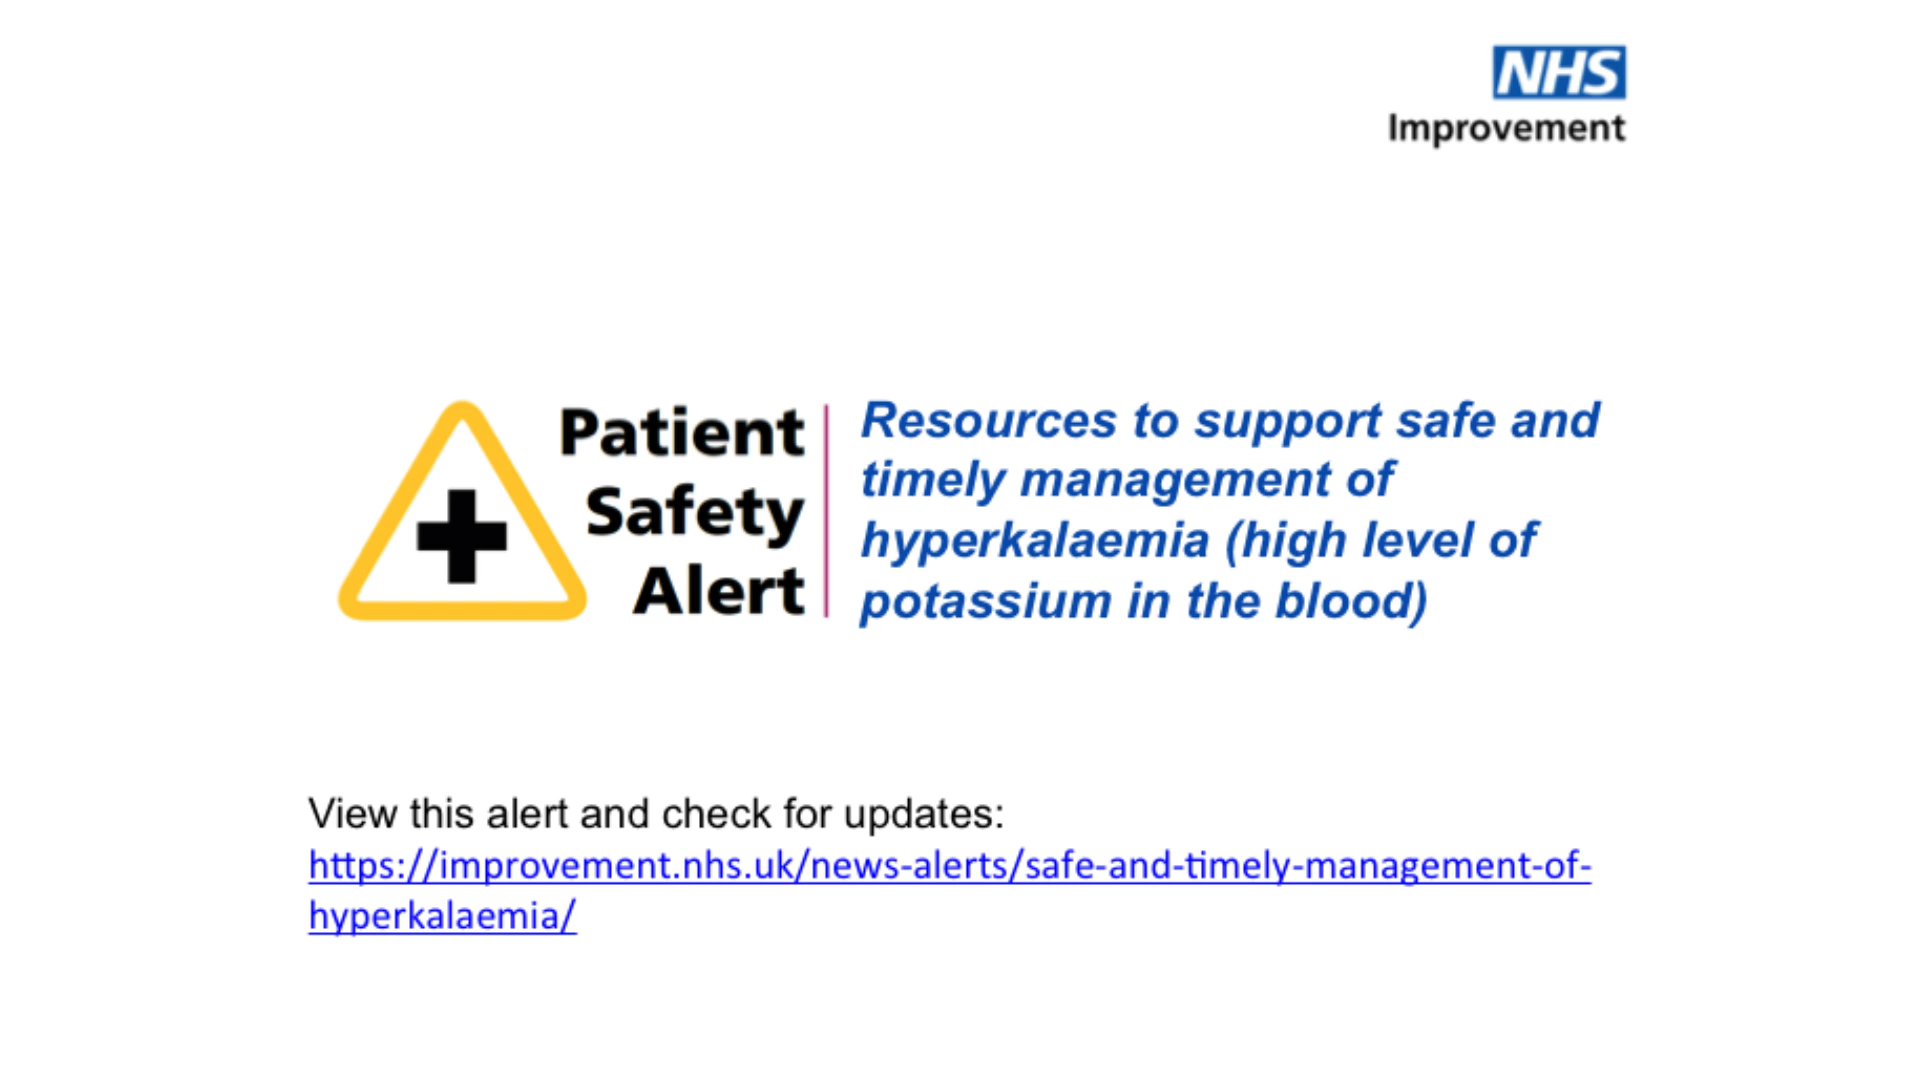 NHS
Improvement
Patient
Safety
Alert
Resources to support safe and
timely management of
hyperkalaemia (high level of
potassium in the blood)
View this alert and check for updates:
https://improvement.nhs.uk/news-alerts/safe-and-timely-management-of-
hyperkalaemia/